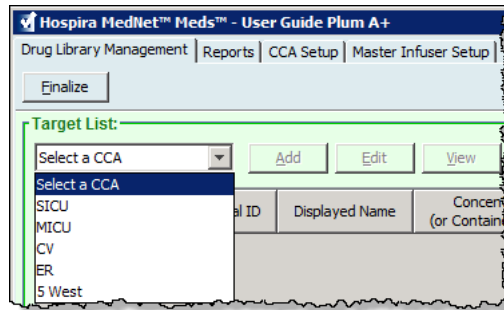 Hospira MedNet™ Meds™ - User Guide Plum A+
Drug Library Management Reports CCA Setup Master Infuser Setup
Finalize
Target List:
Select a CCA Add Edit View
Select a CCA
SICU
al ID Displayed Name Concen
(or Containe
MICU
CV
ER
5 West